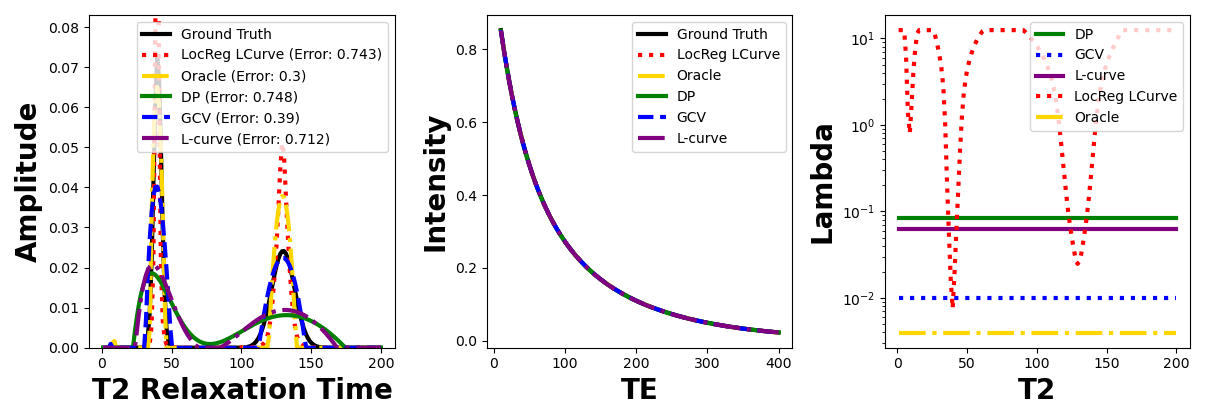 0.08
0.07
0.06
0.05
0.04
0.03
0.02
0.01
0.00
Amplitude
0
50
100
150
200
T2 Relaxation Time
Ground Truth
LocReg LCurve (Error: 0.743)
Oracle (Error: 0.3)
DP (Error: 0.748)
GCV (Error: 0.39)
L-curve (Error: 0.712)
0.8
0.6
0.4
0.2
0.0
Intensity
0
100
200
300
400
TE
Ground Truth
LocReg LCurve
Oracle
DP
GCV
L-curve
10¹
10⁰
10⁻¹
10⁻²
Lambda
0
50
100
150
200
T2
DP
GCV
L-curve
LocReg LCurve
Oracle